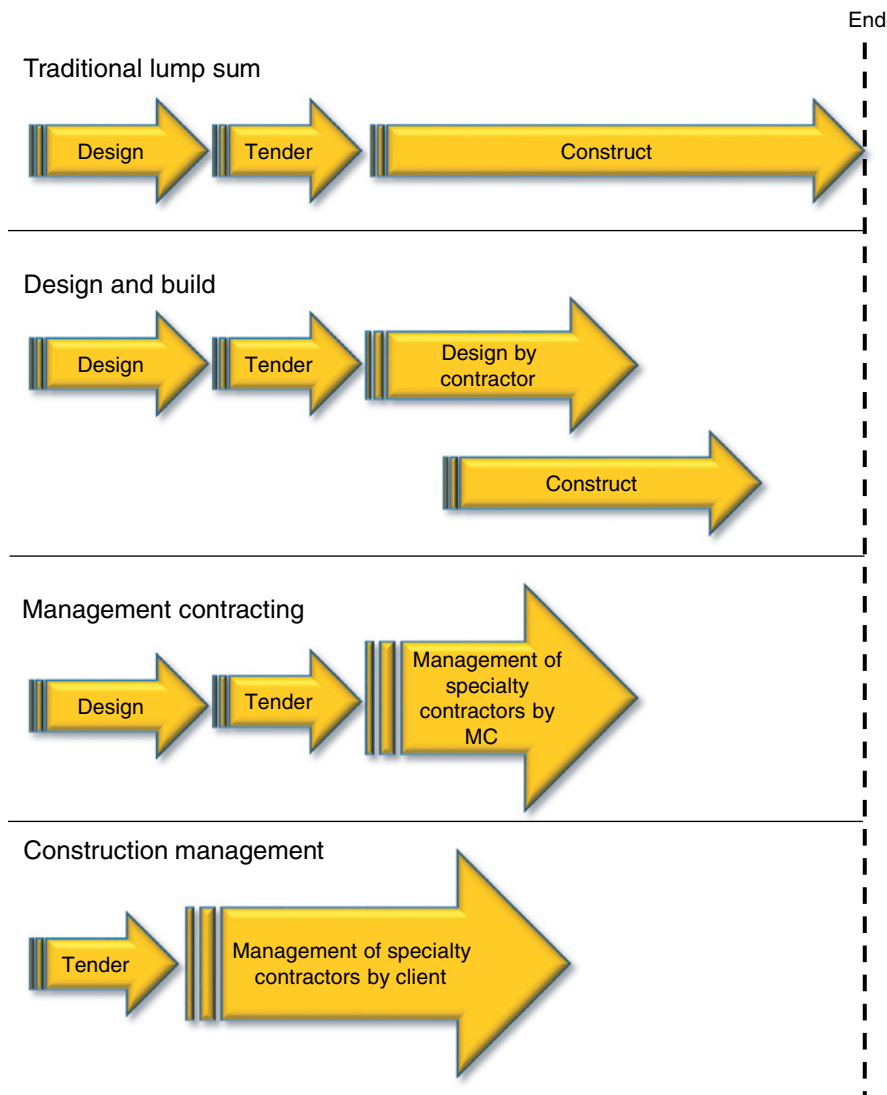 End
Traditional lump sum
Design
Tender
Construct
Design and build
Design
Tender
Design by
contractor
Construct
Management contracting
Design
Tender
Management of
specialty
contractors by
MC
Construction management
Tender
Management of specialty
contractors by client